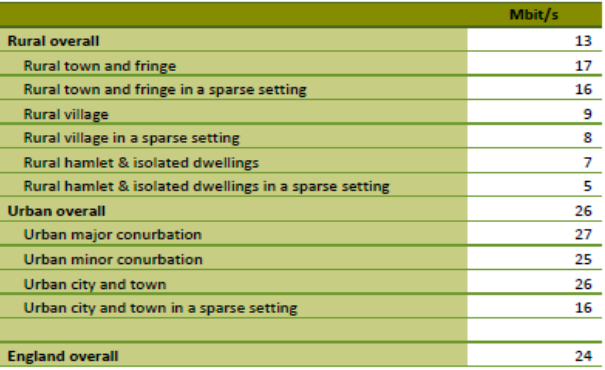 Mbit/s
Rural overall 13
Rural town and fringe 17
Rural town and fringe in a sparse setting 16
Rural village 9
Rural village in a sparse setting 8
Rural hamlet & isolated dwellings 7
Rural hamlet & isolated dwellings in a sparse setting 5
Urban overall 26
Urban major conurbation 27
Urban minor conurbation 25
Urban city and town 26
Urban city and town in a sparse setting 16
England overall 24